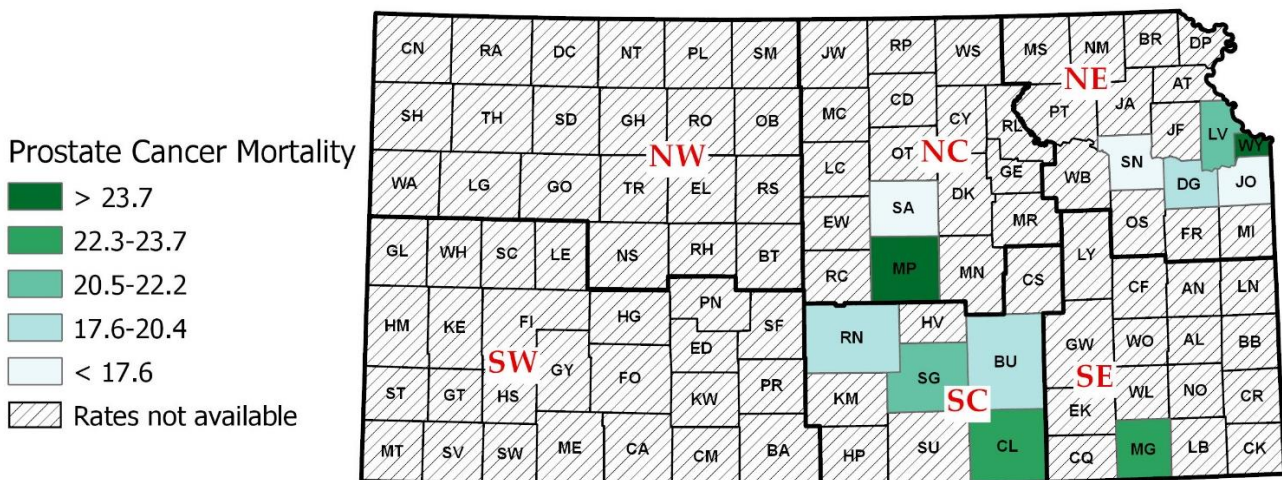 Prostate Cancer Mortality
> 23.7
22.3-23.7
20.5-22.2
17.6-20.4
< 17.6
Rates not available
CN RA DC NT PL SM JW RP WS MS NM BR DP
SH TH SD GH RO OB MC CD CY RL PT JA AT JF LV WY
NW NC NE
WA LG GO TR EL RS LC OT DK GE WB SN DG JO
EW SA MR OS FR MI
GL WH SC LE NS RH BT RC MP MN CS LY CF AN LN
HM KE FI HG PN SF RN HV BU GW WO AL BB
SW SC SE
ST GT HS GY FO ED KW PR KM SG EK WL NO CR
MT SV SW ME CA CM BA HP SU CL CQ MG LB CK